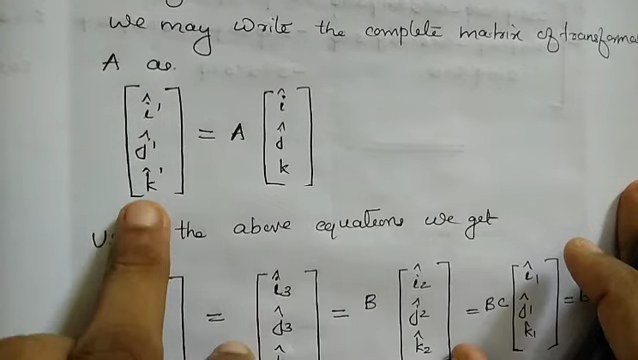 we may write the complete matrix of
A as.
[î' ĵ' k̂'] = A [î ĵ k]
the above equations we get
= [î3 ĵ3] = B [î2 ĵ2 k̂2] = BC [î1 ĵ1 k̂1] =